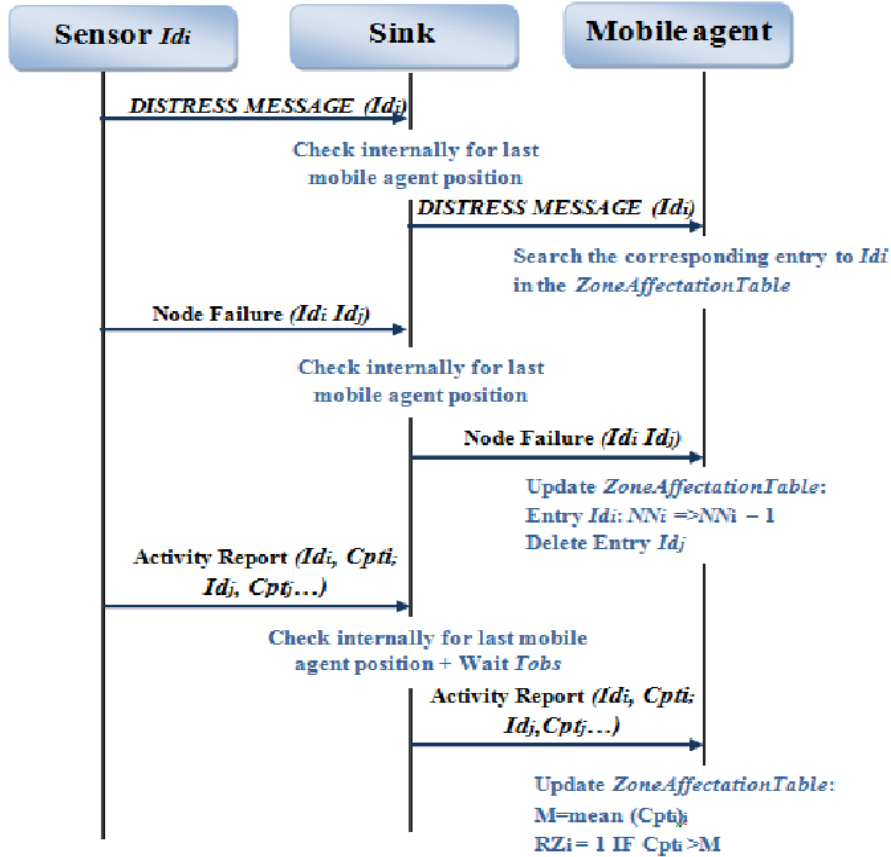 Sensor Idi
Sink
Mobile agent
DISTRESS MESSAGE (Idi)
Check internally for last
mobile agent position
DISTRESS MESSAGE (Idi)
Search the corresponding entry to Idi
in the ZoneAffectationTable
Node Failure (Idi Idj)
Check internally for last
mobile agent position
Node Failure (Idi Idj)
Update ZoneAffectationTable:
Entry Idi: NNi =>NNi – 1
Delete Entry Idj
Activity Report (Idi, Cpti;
Idj, Cptj…)
Check internally for last mobile
agent position + Wait Tobs
Activity Report (Idi, Cpti;
Idj,Cptj…)
Update ZoneAffectationTable:
M=mean (Cpti)i
RZi = 1 IF Cpti >M